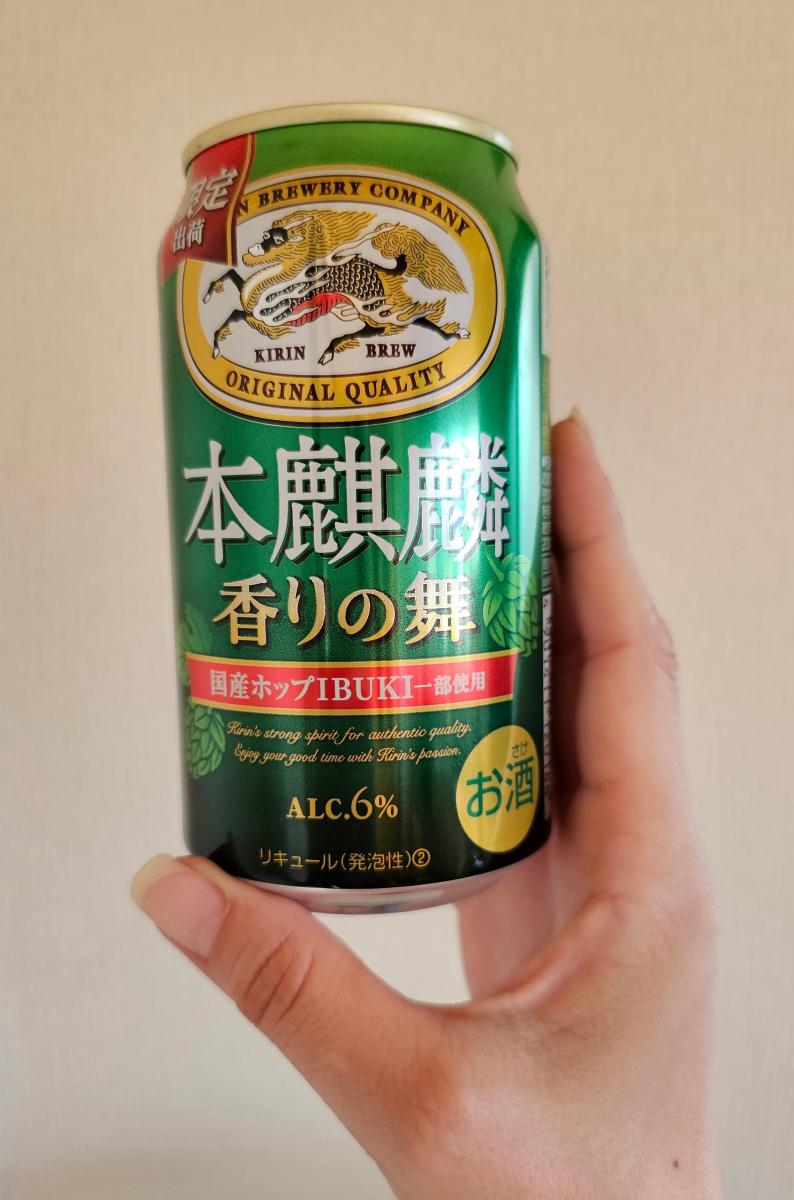 限定
出荷
N BREWERY COMPANY
KIRIN BREW
ORIGINAL QUALITY
本麒麟
香りの舞
国産ホップIBUKI一部使用
Kirin's strong spirit for authentic quality.
Enjoy your good time with Kirin's passion.
さけ
お酒
ALC.6%
リキュール(発泡性)②